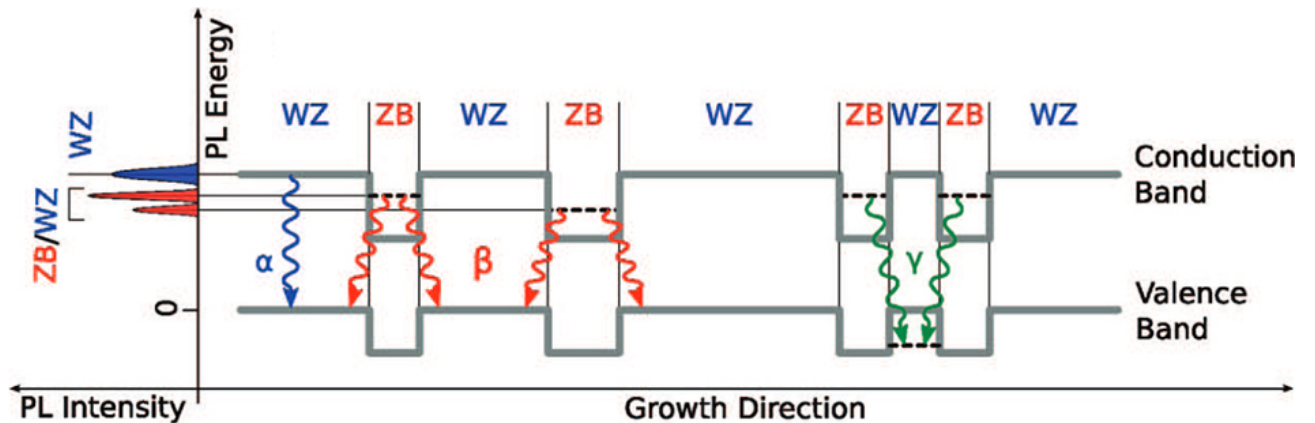 WZ
ZB/WZ
PL Energy
0
WZ ZB WZ ZB WZ ZB WZ ZB WZ
Conduction
Band
α β γ
Valence
Band
PL Intensity
Growth Direction